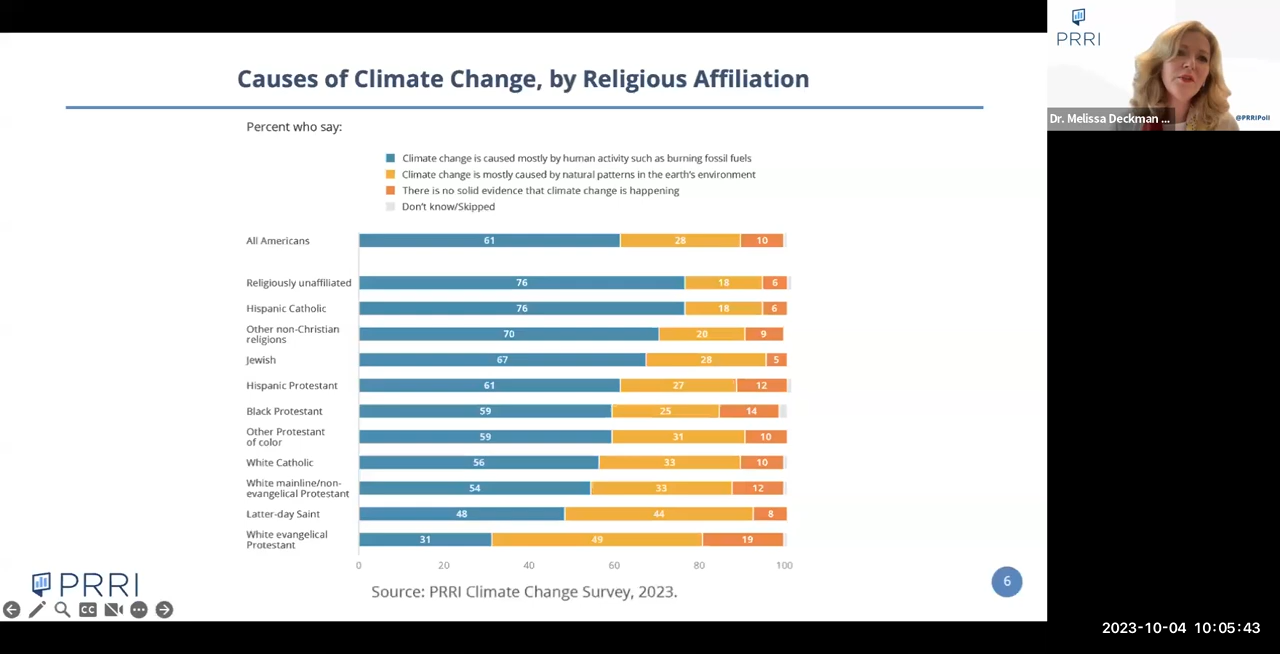 Causes of Climate Change, by Religious Affiliation
Percent who say:
Climate change is caused mostly by human activity such as burning fossil fuels
Climate change is mostly caused by natural patterns in the earth's environment
There is no solid evidence that climate change is happening
Don't know/Skipped
All Americans 61 28 10
Religiously unaffiliated 76 18 6
Hispanic Catholic 76 18 6
Other non-Christian
religions 70 20 9
Jewish 67 28 5
Hispanic Protestant 61 27 12
Black Protestant 59 25 14
Other Protestant
of color 59 31 10
White Catholic 56 33 10
White mainline/non-
evangelical Protestant 54 33 12
Latter-day Saint 48 44 8
White evangelical
Protestant 31 49 19
0 20 40 60 80 100
Source: PRRI Climate Change Survey, 2023.
PRRI
CC
6
PRRI
Dr. Melissa Deckman ...
@PRRIPoll
2023-10-04 10:05:43